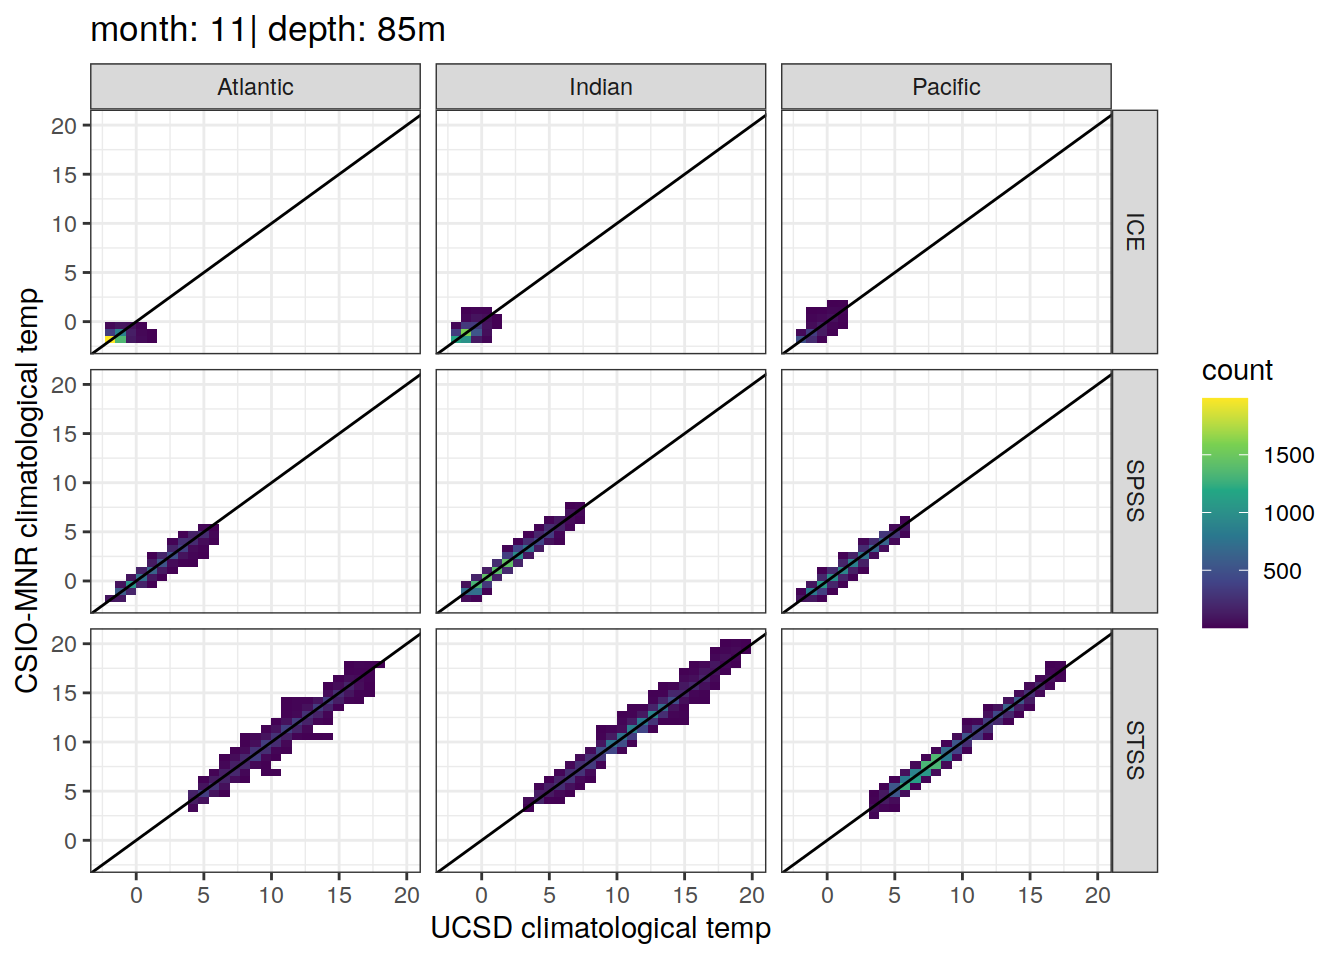 month: 11| depth: 85m
Atlantic
Indian
Pacific
20
15
10
5
0
ICE
20
15
10
5
0
SPSS
20
15
10
5
0
STSS
0 5 10 15 20
0 5 10 15 20
0 5 10 15 20
UCSD climatological temp
CSIO-MNR climatological temp
count
1500
1000
500